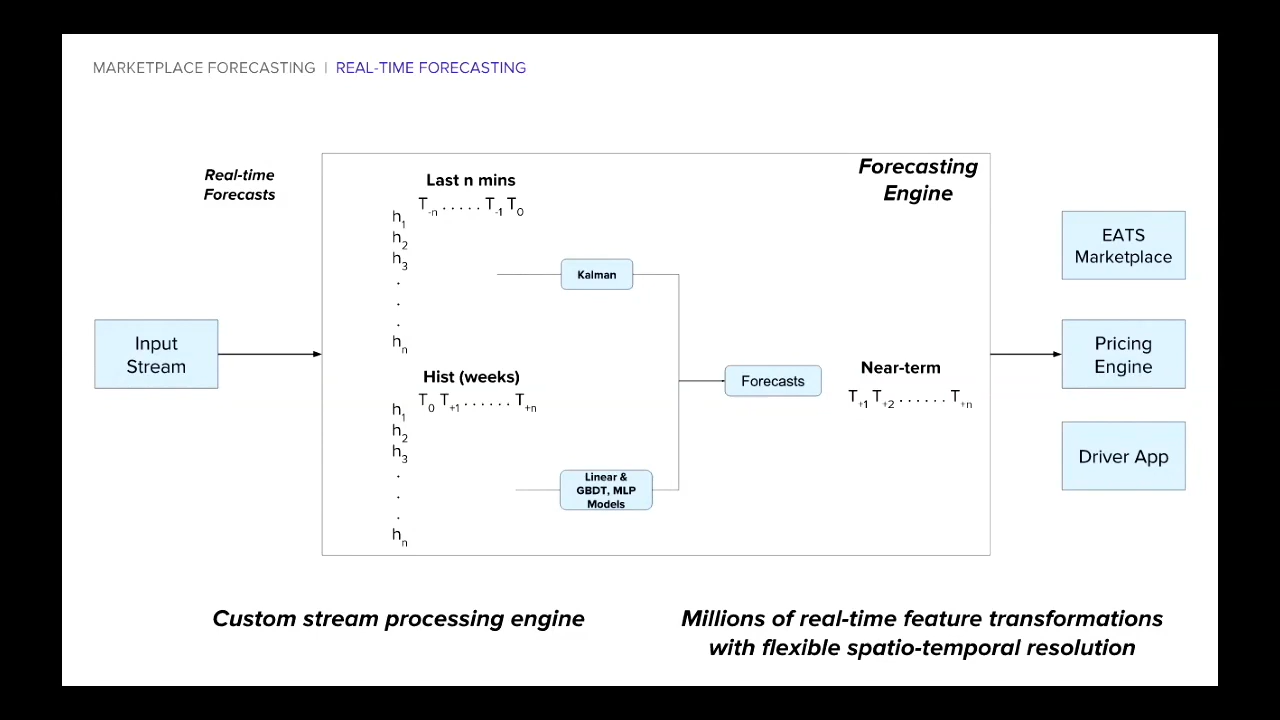 MARKETPLACE FORECASTING | REAL-TIME FORECASTING
Real-time
Forecasts
Forecasting
Engine
Last n mins
T-n . . . . . T-1 T0
h1
h2
h3
.
.
.
hn
Kalman
Input
Stream
Hist (weeks)
T0 T+1 . . . . . . T+n
h1
h2
h3
.
.
.
hn
Linear &
GBDT, MLP
Models
Forecasts
Near-term
T+1 T+2 . . . . . . T+n
EATS
Marketplace
Pricing
Engine
Driver App
Custom stream processing engine
Millions of real-time feature transformations
with flexible spatio-temporal resolution